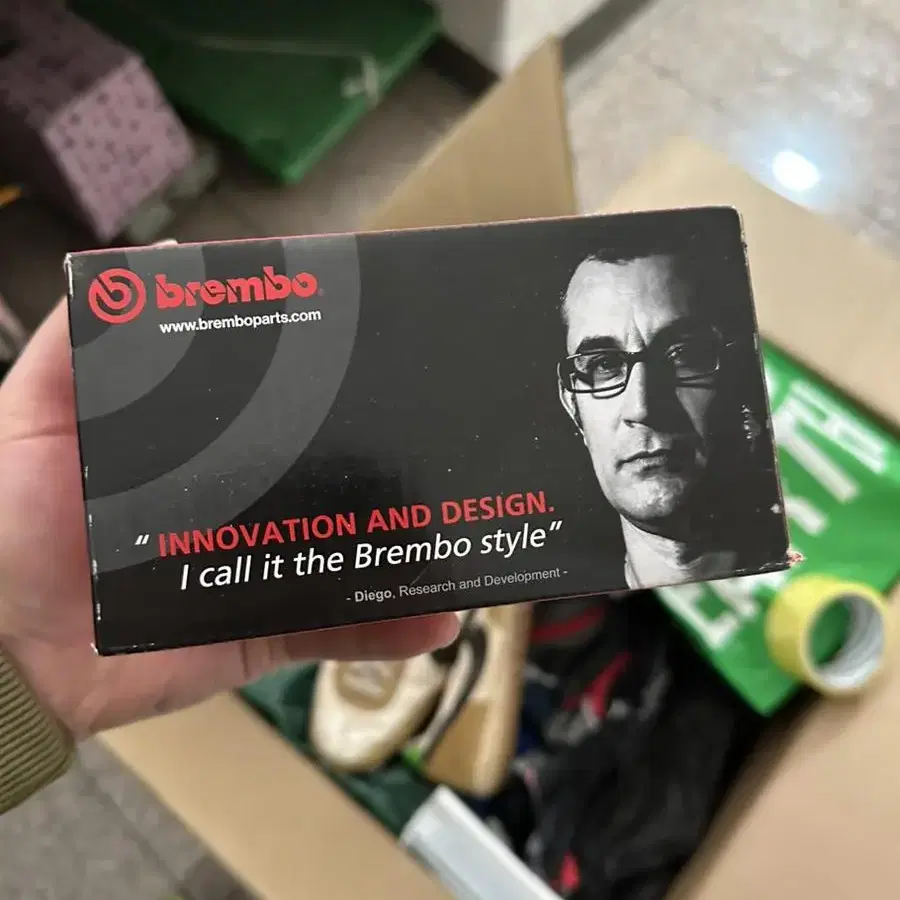 brembo
www.bremboparts.com
“ INNOVATION AND DESIGN.
I call it the Brembo style”
- Diego, Research and Development -